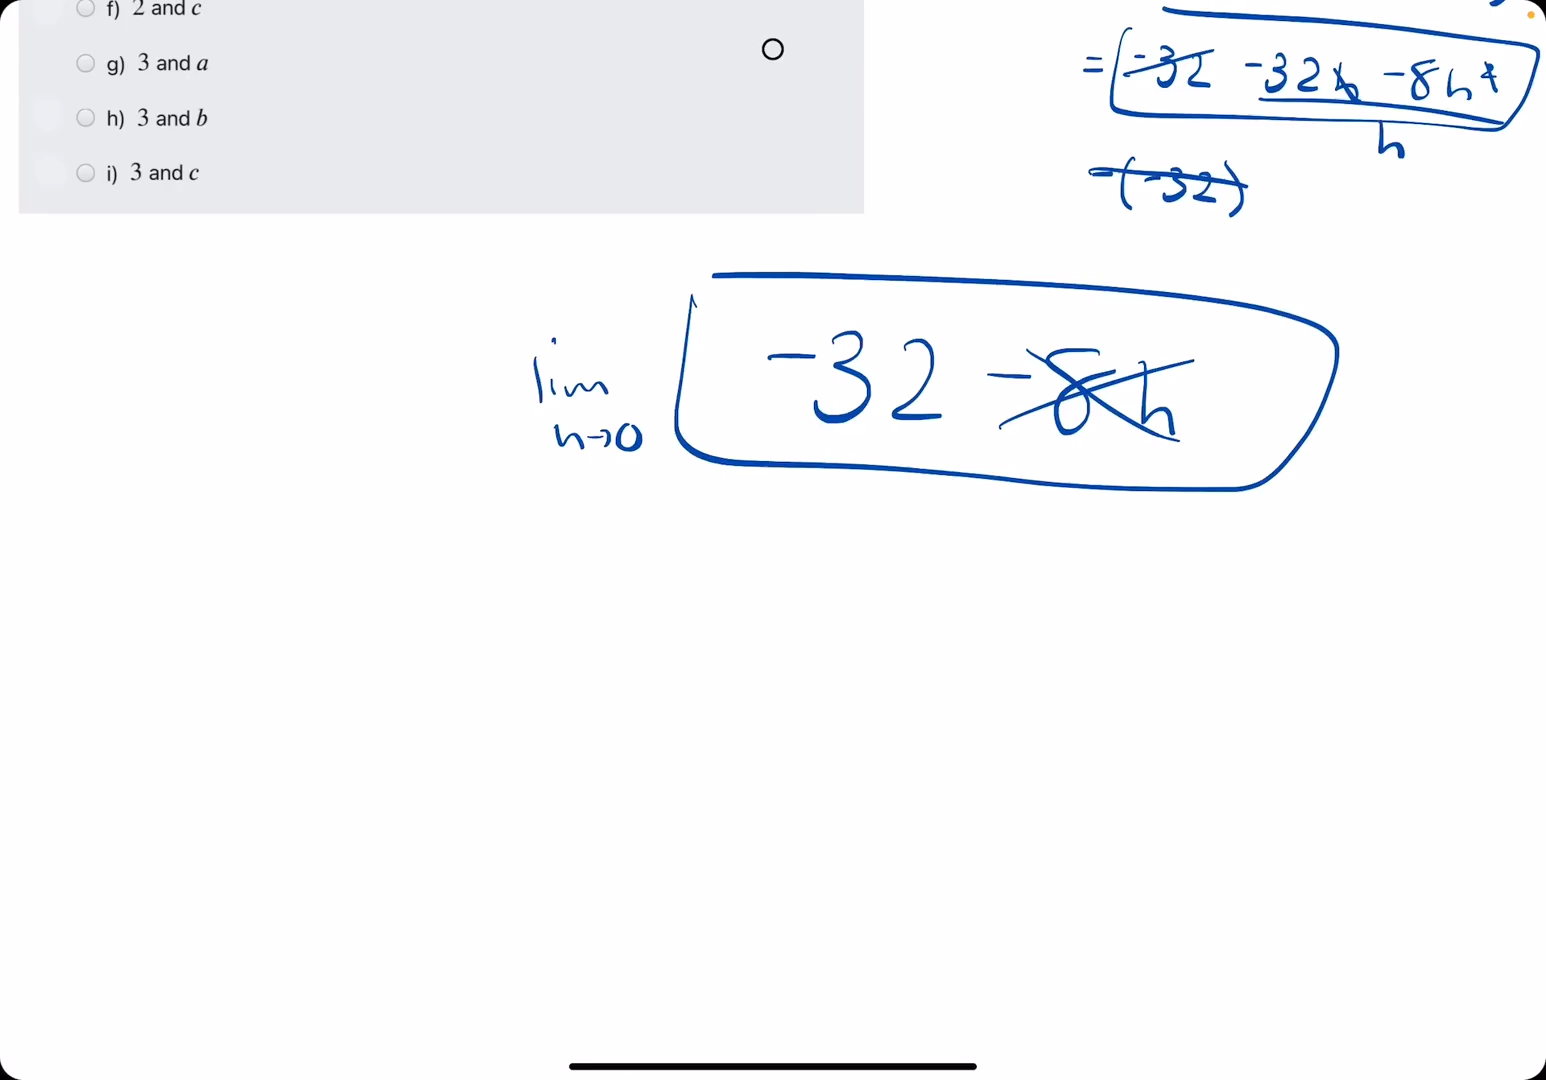 f) 2 and c
g) 3 and a
h) 3 and b
i) 3 and c
= -32 -32h -8h²
h
-(-32)
lim -32 -8h
h→0